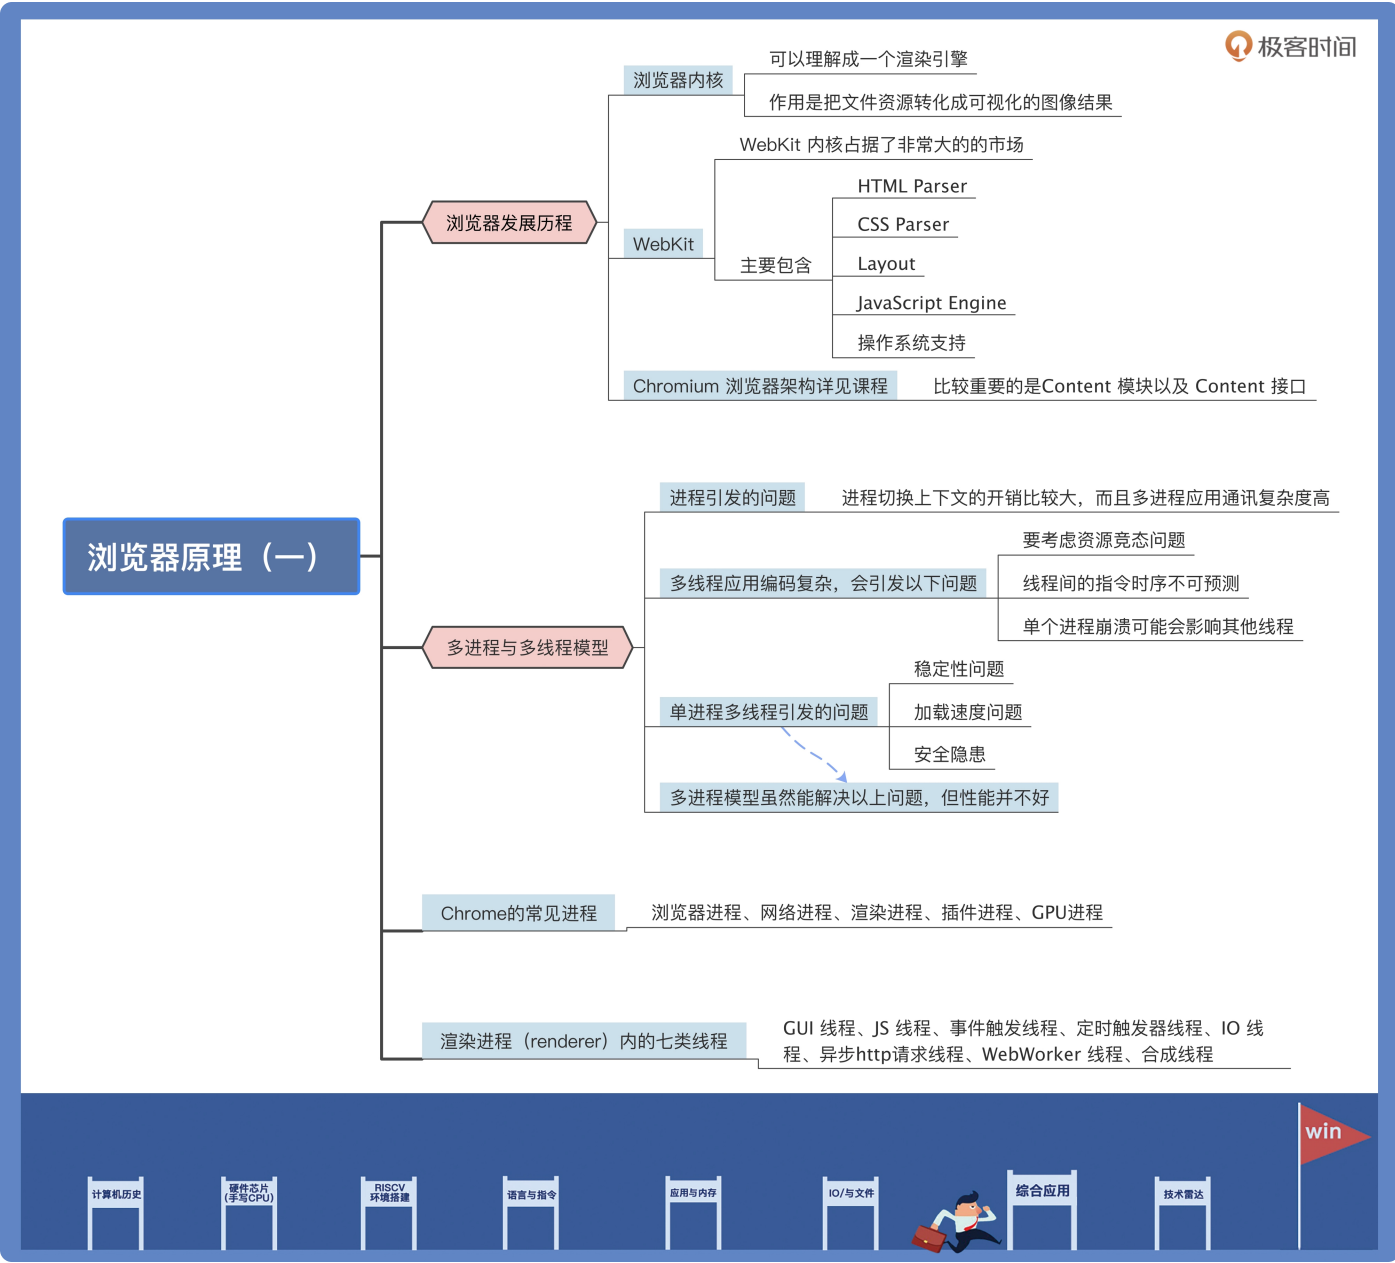 极客时间
浏览器原理（一）
浏览器发展历程
浏览器内核
可以理解成一个渲染引擎
作用是把文件资源转化成可视化的图像结果
WebKit
WebKit 内核占据了非常大的的市场
主要包含
HTML Parser
CSS Parser
Layout
JavaScript Engine
操作系统支持
Chromium 浏览器架构详见课程
比较重要的是Content 模块以及 Content 接口
多进程与多线程模型
进程引发的问题
进程切换上下文的开销比较大，而且多进程应用通讯复杂度高
多线程应用编码复杂，会引发以下问题
要考虑资源竞态问题
线程间的指令时序不可预测
单个进程崩溃可能会影响其他线程
单进程多线程引发的问题
稳定性问题
加载速度问题
安全隐患
多进程模型虽然能解决以上问题，但性能并不好
Chrome的常见进程
浏览器进程、网络进程、渲染进程、插件进程、GPU进程
渲染进程（renderer）内的七类线程
GUI 线程、JS 线程、事件触发线程、定时触发器线程、IO 线
程、异步http请求线程、WebWorker 线程、合成线程
计算机历史
硬件芯片
(手写CPU)
RISCV
环境搭建
语言与指令
应用与内存
IO/与文件
综合应用
技术雷达
win